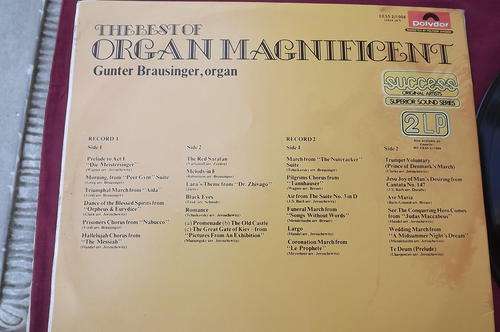 THE BEST OF
ORGAN MAGNIFICENT
Gunter Brausinger, organ
Polydor
success
ORIGINAL ARTISTS
SUPERIOR SOUND SERIES
2 LP
RECORD 1
Side 1
Prelude to Act I
"Die Meistersinger"
Morning, from "Peer Gynt" Suite
Triumphal March from "Aida"
Dance of the Blessed Spirits from
"Orpheus & Eurydice"
Prisoners Chorus from "Nabucco"
Hallelujah Chorus from
"The Messiah"
Side 2
The Red Sarafan
Melody in F
Lara's Theme from "Dr. Zhivago"
Black Eyes
Romance
(a) Promenade (b) The Old Castle
(c) The Great Gate of Kiev—from
"Pictures From An Exhibition"
RECORD 2
Side 1
March from "The Nutcracker"
Suite
Pilgrims Chorus from
"Tannhauser"
Air from The Suite No. 3 in D
Funeral March from
"Songs Without Words"
Largo
Coronation March from
"Le Prophete"
Side 2
Trumpet Voluntary
(Prince of Denmark's March)
Jesu Joy of Man's Desiring from
Cantata No. 147
Ave Maria
See The Conquering Hero Comes
from "Judas Maccabeus"
Wedding March from
"A Midsummer Night's Dream"
Te Deum (Prelude)